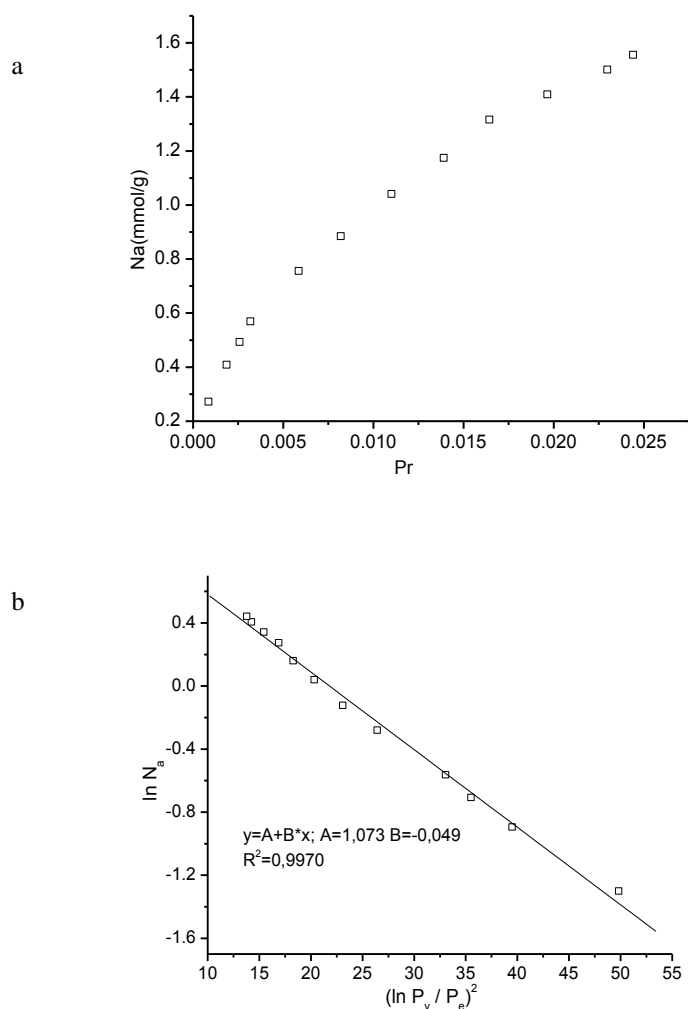 a
1.6
1.4
1.2
1.0
0.8
0.6
0.4
0.2
Na(mmol/g)
0.000 0.005 0.010 0.015 0.020 0.025
Pr
b
0.4
0.0
-0.4
-0.8
-1.2
-1.6
ln Na
y=A+B*x; A=1,073 B=-0,049
R2=0,9970
10 15 20 25 30 35 40 45 50 55
(ln Pv / Pe)2